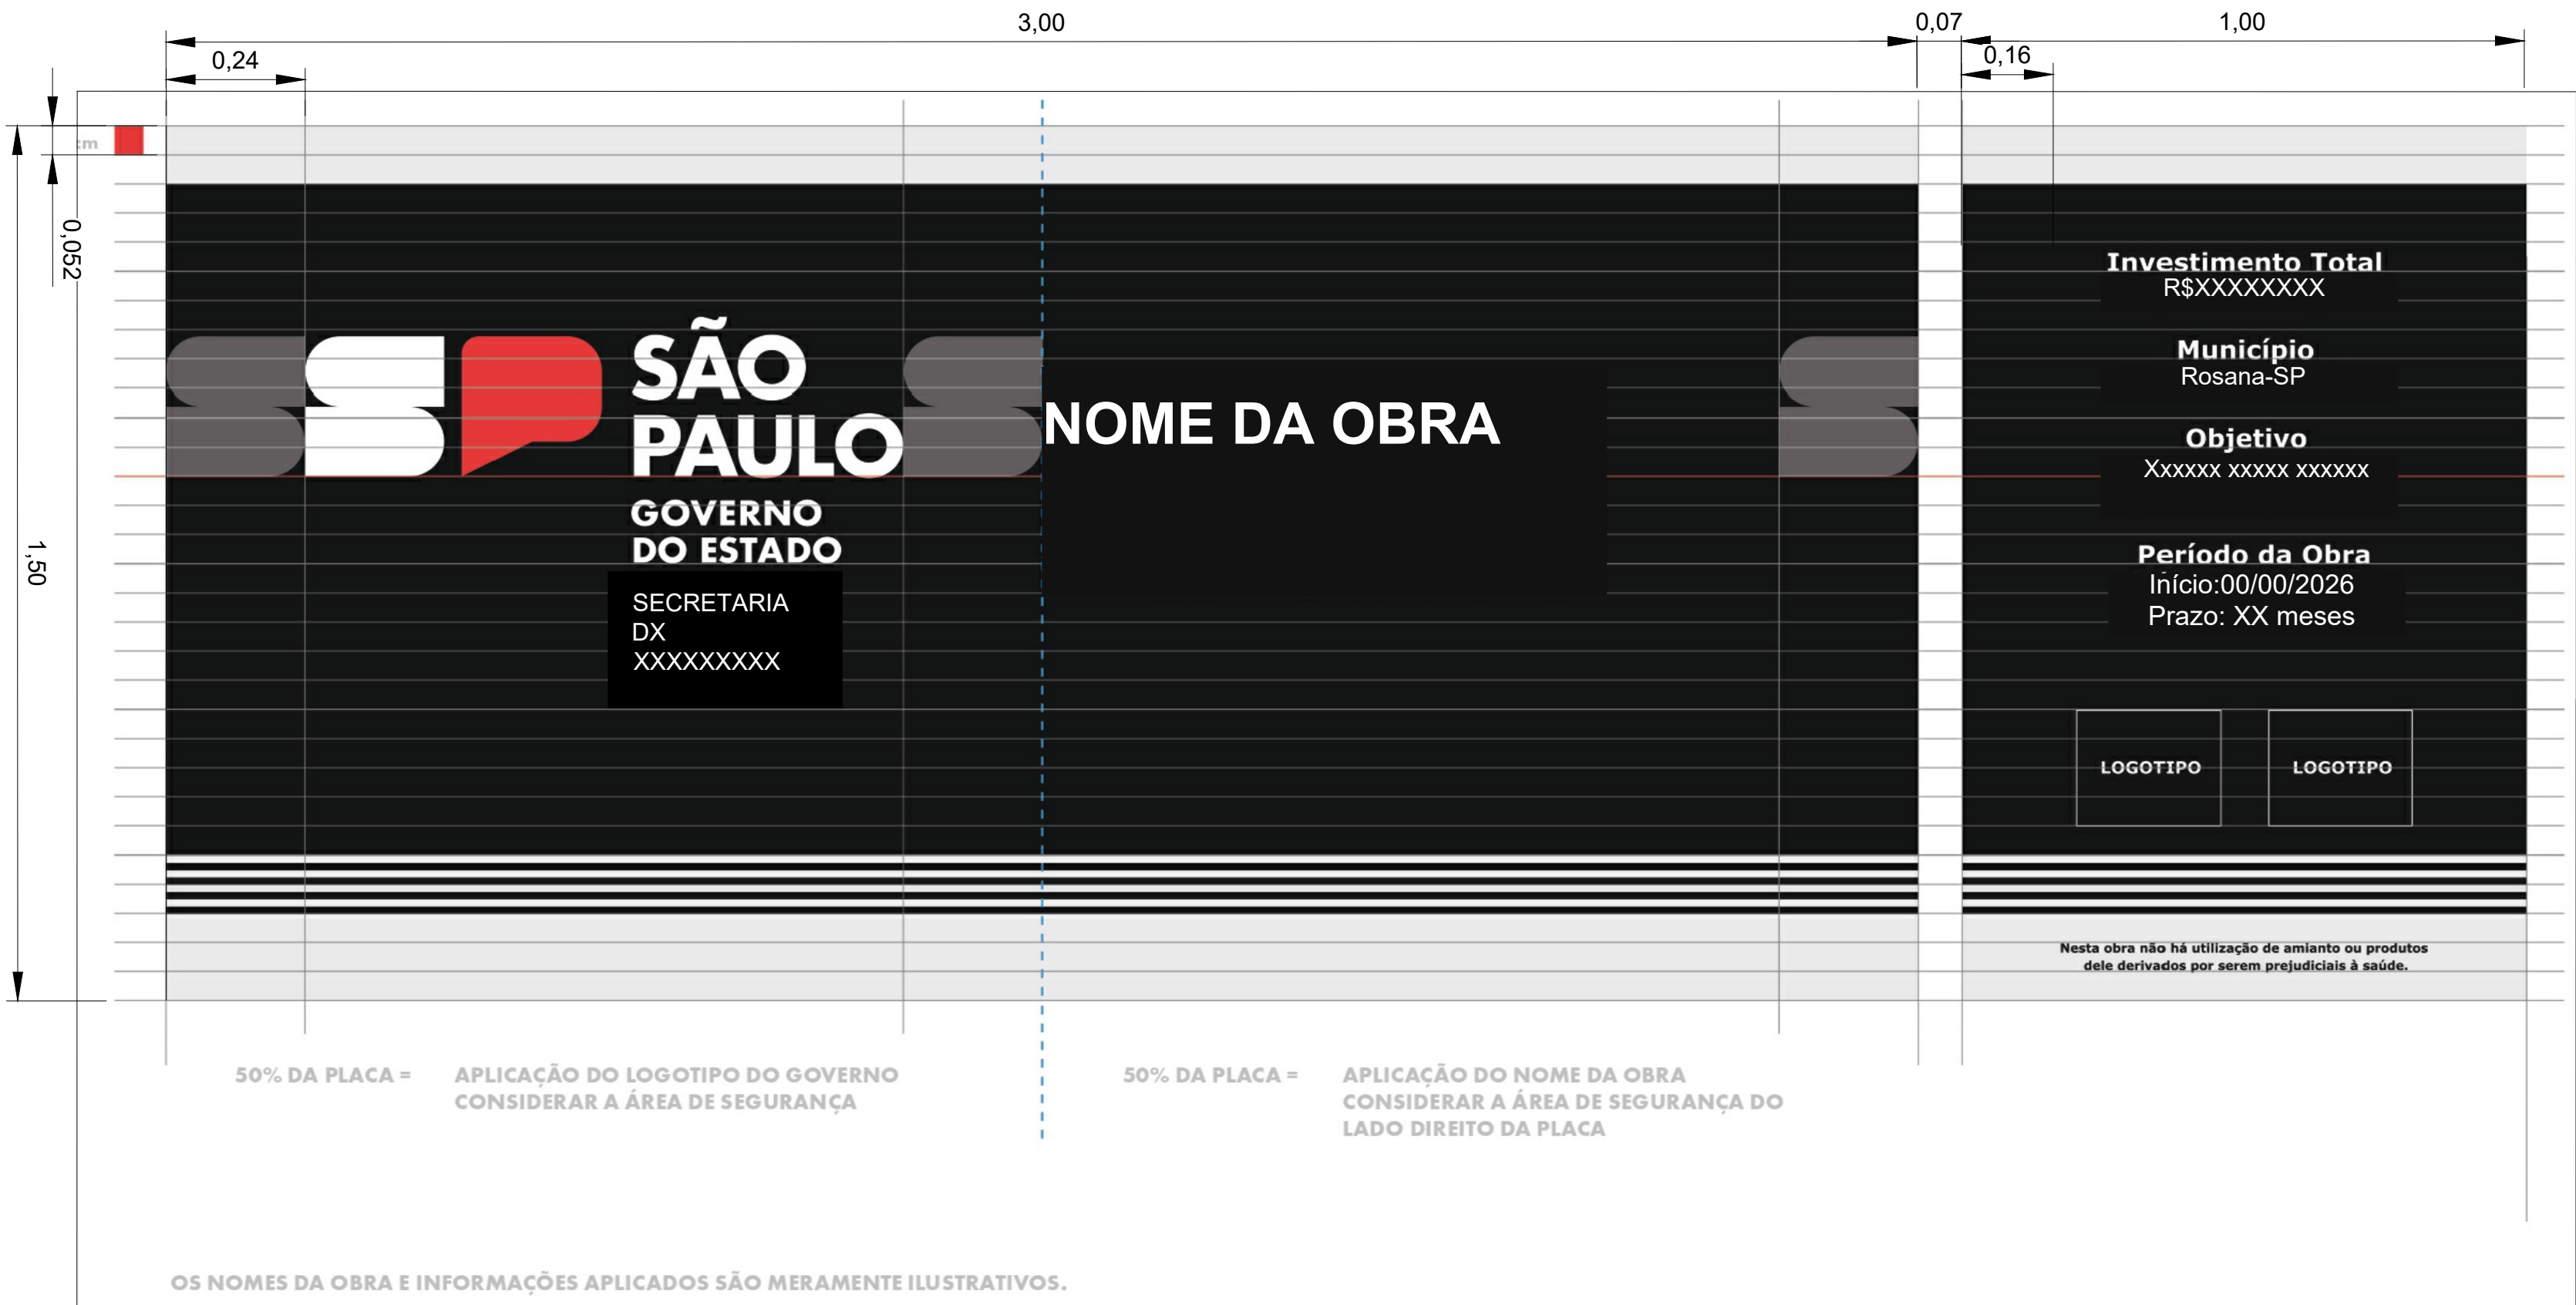 3,00
0,07
1,00
0,24
0,16
cm
0,052
1,50
SÃO
PAULO
GOVERNO
DO ESTADO
SECRETARIA
DX
XXXXXXXXX
NOME DA OBRA
Investimento Total
R$XXXXXXXX
Município
Rosana-SP
Objetivo
Xxxxxx xxxxx xxxxxx
Período da Obra
Início:00/00/2026
Prazo: XX meses
LOGOTIPO
LOGOTIPO
Nesta obra não há utilização de amianto ou produtos
dele derivados por serem prejudiciais à saúde.
50% DA PLACA =
APLICAÇÃO DO LOGOTIPO DO GOVERNO
CONSIDERAR A ÁREA DE SEGURANÇA
50% DA PLACA =
APLICAÇÃO DO NOME DA OBRA
CONSIDERAR A ÁREA DE SEGURANÇA DO
LADO DIREITO DA PLACA
OS NOMES DA OBRA E INFORMAÇÕES APLICADOS SÃO MERAMENTE ILUSTRATIVOS.